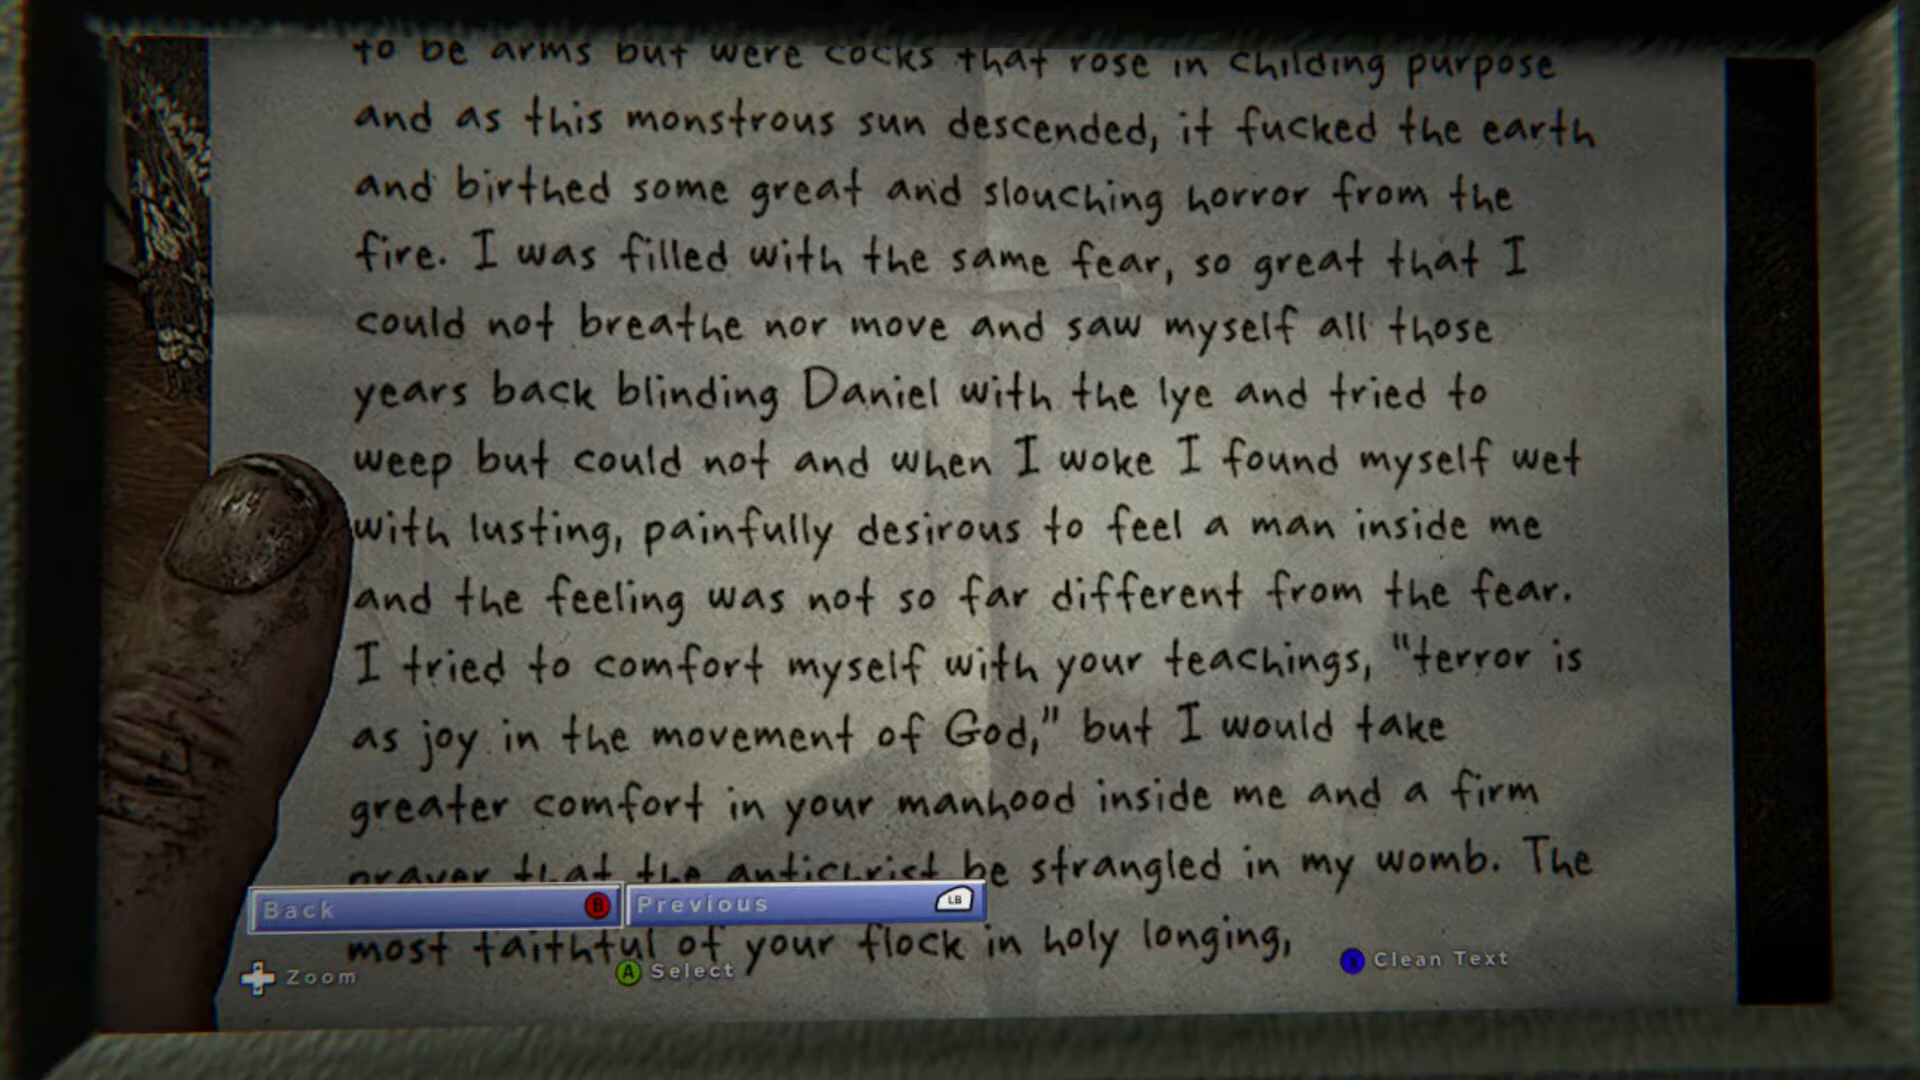 to be arms but were cocks that rose in childing purpose
and as this monstrous sun descended, it fucked the earth
and birthed some great and slouching horror from the
fire. I was filled with the same fear, so great that I
could not breathe nor move and saw myself all those
years back blinding Daniel with the lye and tried to
weep but could not and when I woke I found myself wet
with lusting, painfully desirous to feel a man inside me
and the feeling was not so far different from the fear.
I tried to comfort myself with your teachings, "terror is
as joy in the movement of God," but I would take
greater comfort in your manhood inside me and a firm
prayer that the antichrist be strangled in my womb. The
Back B Previous LB
most faithful of your flock in holy longing,
Zoom A Select X Clean Text